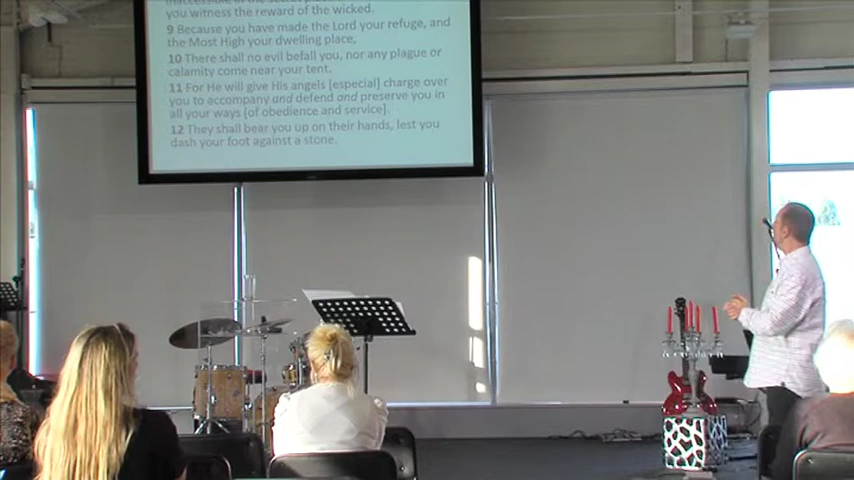 you witness the reward of the wicked.
9 Because you have made the Lord your refuge, and
the Most High your dwelling place,
10 There shall no evil befall you, nor any plague or
calamity come near your tent.
11 For He will give His angels [especial] charge over
you to accompany and defend and preserve you in
all your ways [of obedience and service].
12 They shall bear you up on their hands, lest you
dash your foot against a stone.